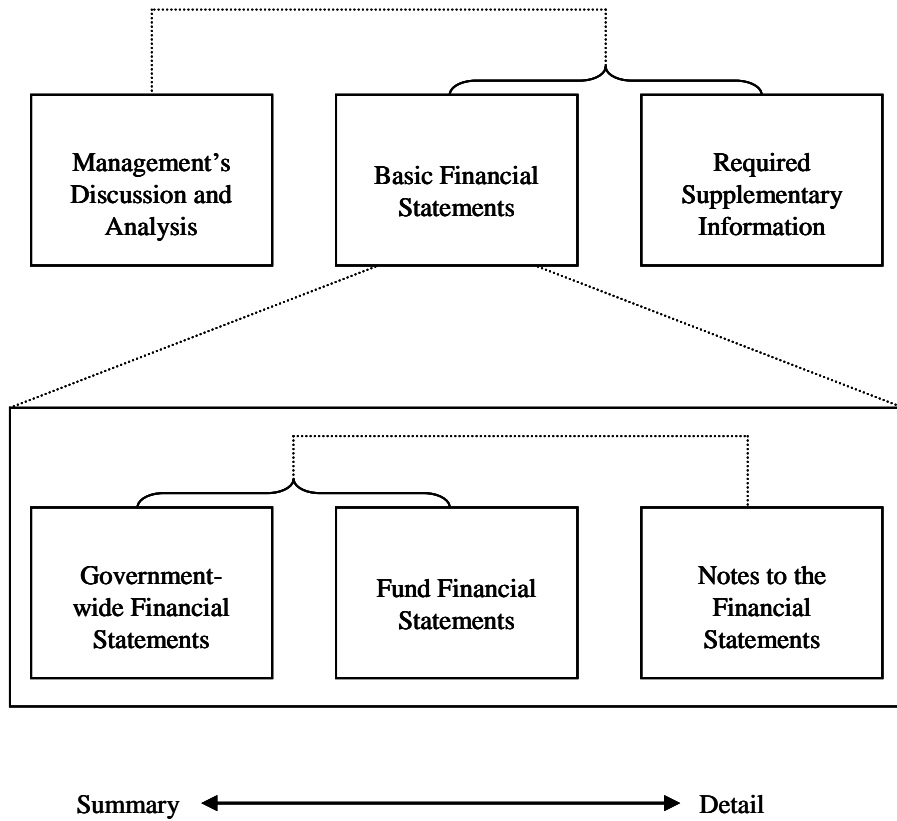 Management’s
Discussion and
Analysis
Basic Financial
Statements
Required
Supplementary
Information
Government-
wide Financial
Statements
Fund Financial
Statements
Notes to the
Financial
Statements
Summary
Detail